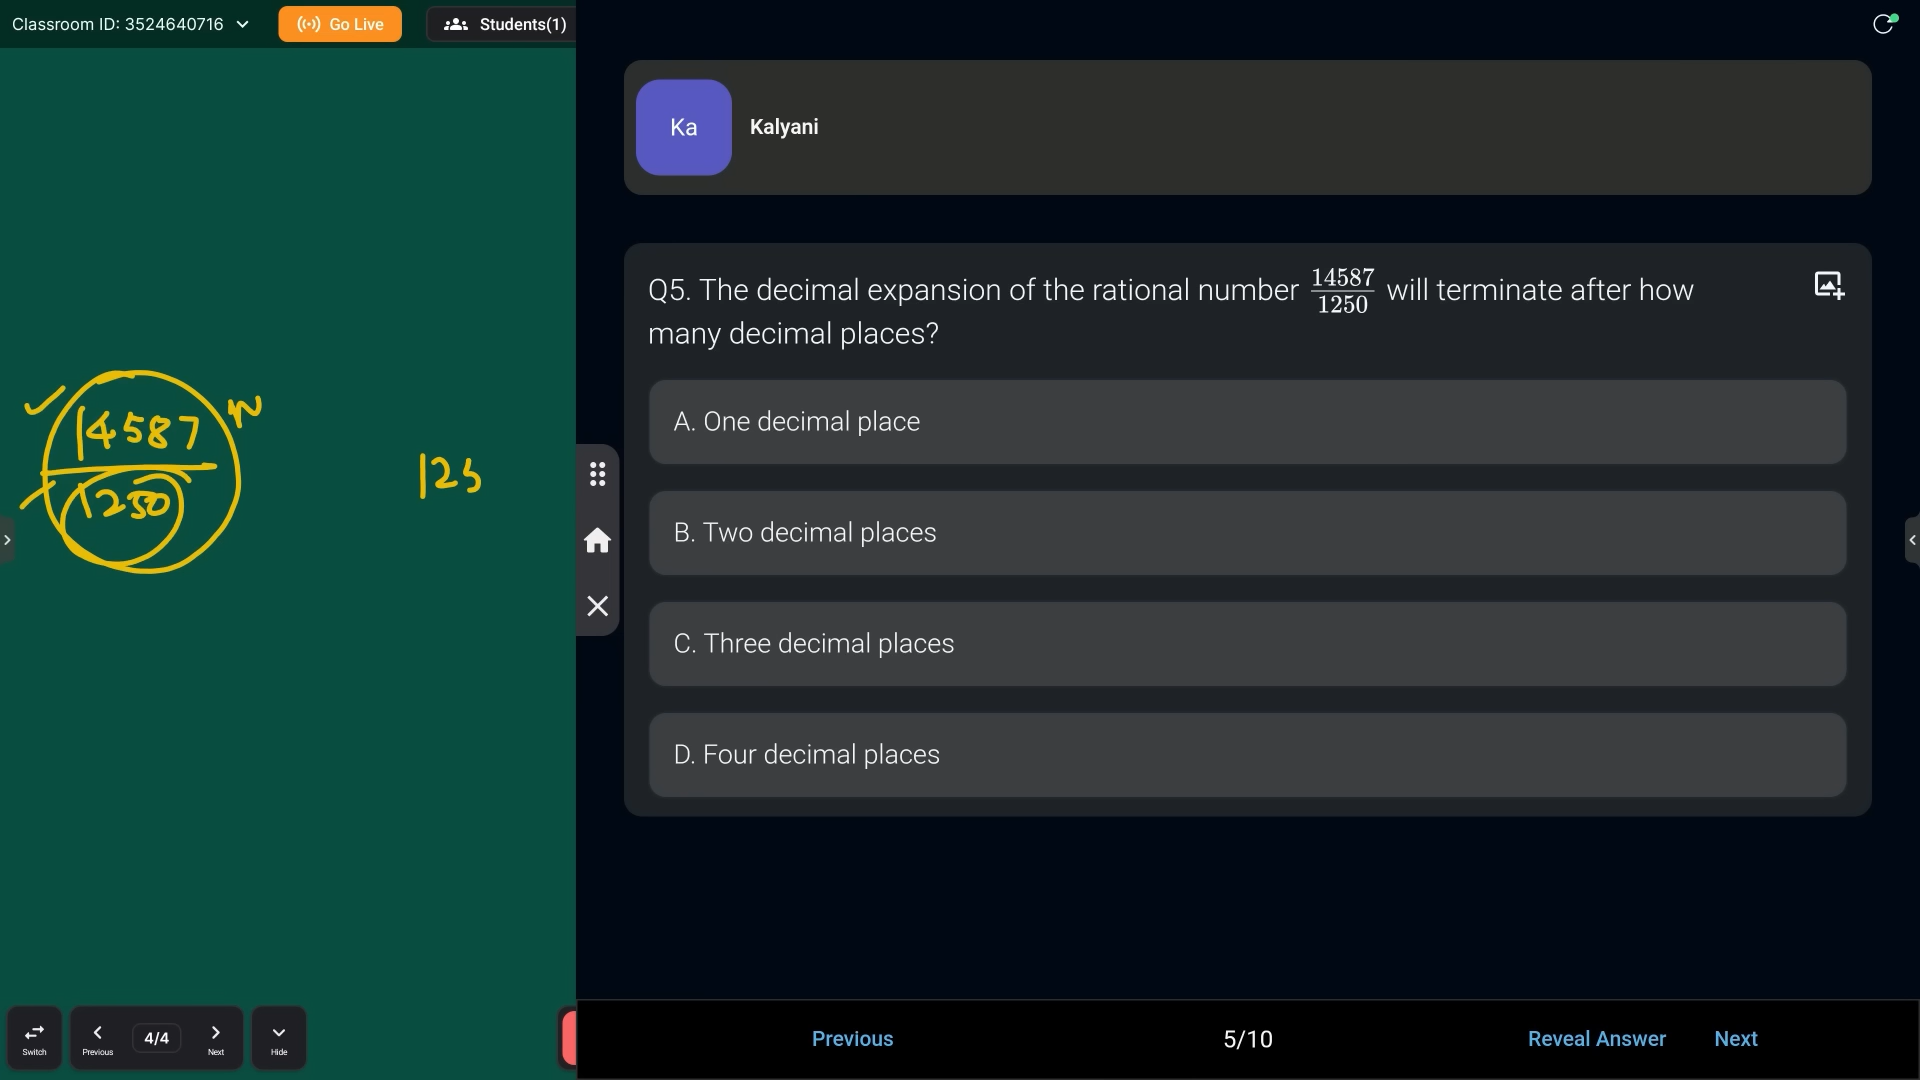 Classroom ID: 3524640716
Go Live
Students(1)
Ka
Kalyani
Q5. The decimal expansion of the rational number 14587/1250 will terminate after how
many decimal places?
A. One decimal place
B. Two decimal places
C. Three decimal places
D. Four decimal places
14587
1250
N
125
Switch
Previous
4/4
Next
Hide
Previous
5/10
Reveal Answer
Next